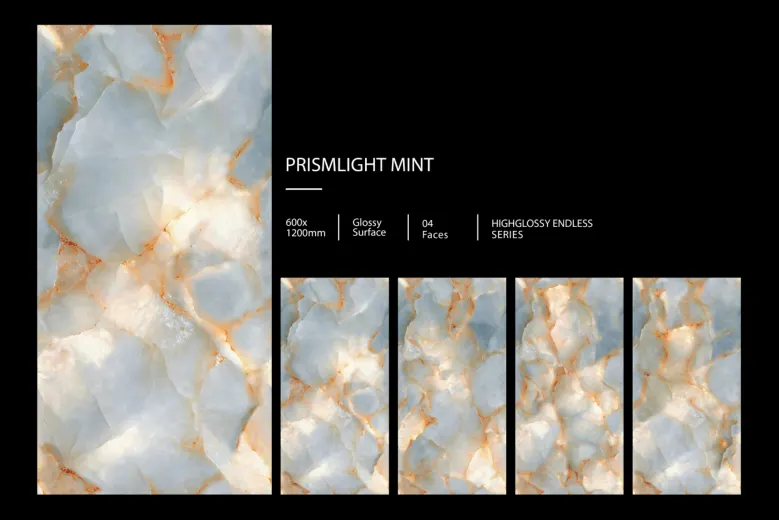 PRISMLIGHT MINT
600x
1200mm
Glossy
Surface
04
Faces
HIGHGLOSSY ENDLESS
SERIES